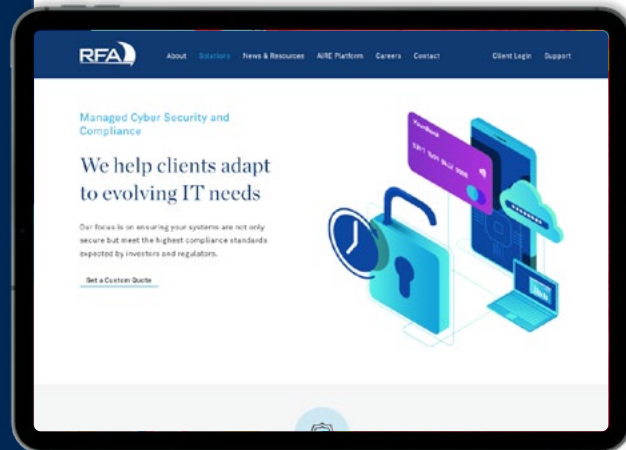 RFA
About Solutions News & Resources AiRE Platform Careers Contact Client Login Support
Managed Cyber Security and
Compliance
We help clients adapt
to evolving IT needs
Our focus is on ensuring your systems are not only
secure but meet the highest compliance standards
expected by investors and regulators.
Get a Custom Quote